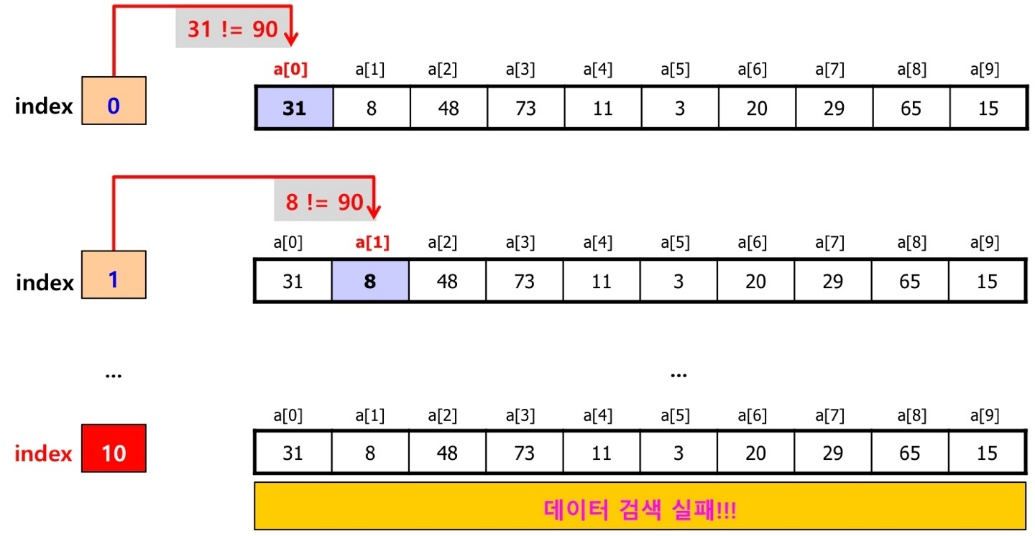 31 != 90
a[0] a[1] a[2] a[3] a[4] a[5] a[6] a[7] a[8] a[9]
index 0 31 8 48 73 11 3 20 29 65 15
8 != 90
a[0] a[1] a[2] a[3] a[4] a[5] a[6] a[7] a[8] a[9]
index 1 31 8 48 73 11 3 20 29 65 15
... ...
a[0] a[1] a[2] a[3] a[4] a[5] a[6] a[7] a[8] a[9]
index 10 31 8 48 73 11 3 20 29 65 15
데이터 검색 실패!!!